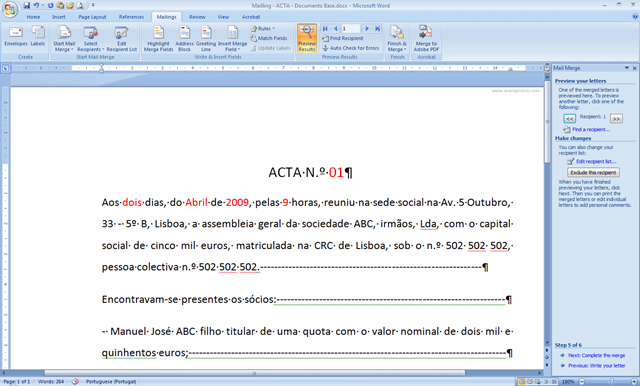 Mailling - ACTA - Documento Base.docx - Microsoft Word
Home Insert Page Layout References Mailings Review View Acrobat
Envelopes Labels
Start Mail Merge Select Recipients Edit Recipient List
Highlight Merge Fields Address Block Greeting Line Insert Merge Field
Rules
Match Fields
Update Labels
Preview Results
1
Find Recipient
Auto Check for Errors
Finish & Merge
Merge to Adobe PDF
Create Start Mail Merge Write & Insert Fields Preview Results Finish Acrobat
ACTA·N.º·01¶
Aos·dois·dias,·do·Abril·de·2009,·pelas·9·horas,·reuniu·na·sede·social·na·Av.·5·Outubro,·
33·-·5º·B,·Lisboa,·a·assembleia·geral·da·sociedade·ABC,·irmãos,·Lda,·com·o·capital·
social·de·cinco·mil·euros,·matriculada·na·CRC·de·Lisboa,·sob·o·n.º·502·502·502,·
pessoa·colectiva·n.º·502·502·502.------------------------------------------------------------¶
Encontravam-se·presentes·os·sócios:------------------------------------------------------------¶
--·Manuel·José·ABC·filho·titular·de·uma·quota·com·o·valor·nominal·de·dois·mil·e·
quinhentos·euros;------------------------------------------------------------¶
Mail Merge
Preview your letters
One of the merged letters is previewed here. To preview another letter, click one of the following:
<< Recipient: 1 >>
Find a recipient...
Make changes
You can also change your recipient list:
Edit recipient list...
Exclude this recipient
When you have finished previewing your letters, click Next. Then you can print the merged letters or edit individual letters to add personal comments.
Step 5 of 6
Next: Complete the merge
Previous: Write your letter
Page: 1 of 1 Words: 264 Portuguese (Portugal) 180%